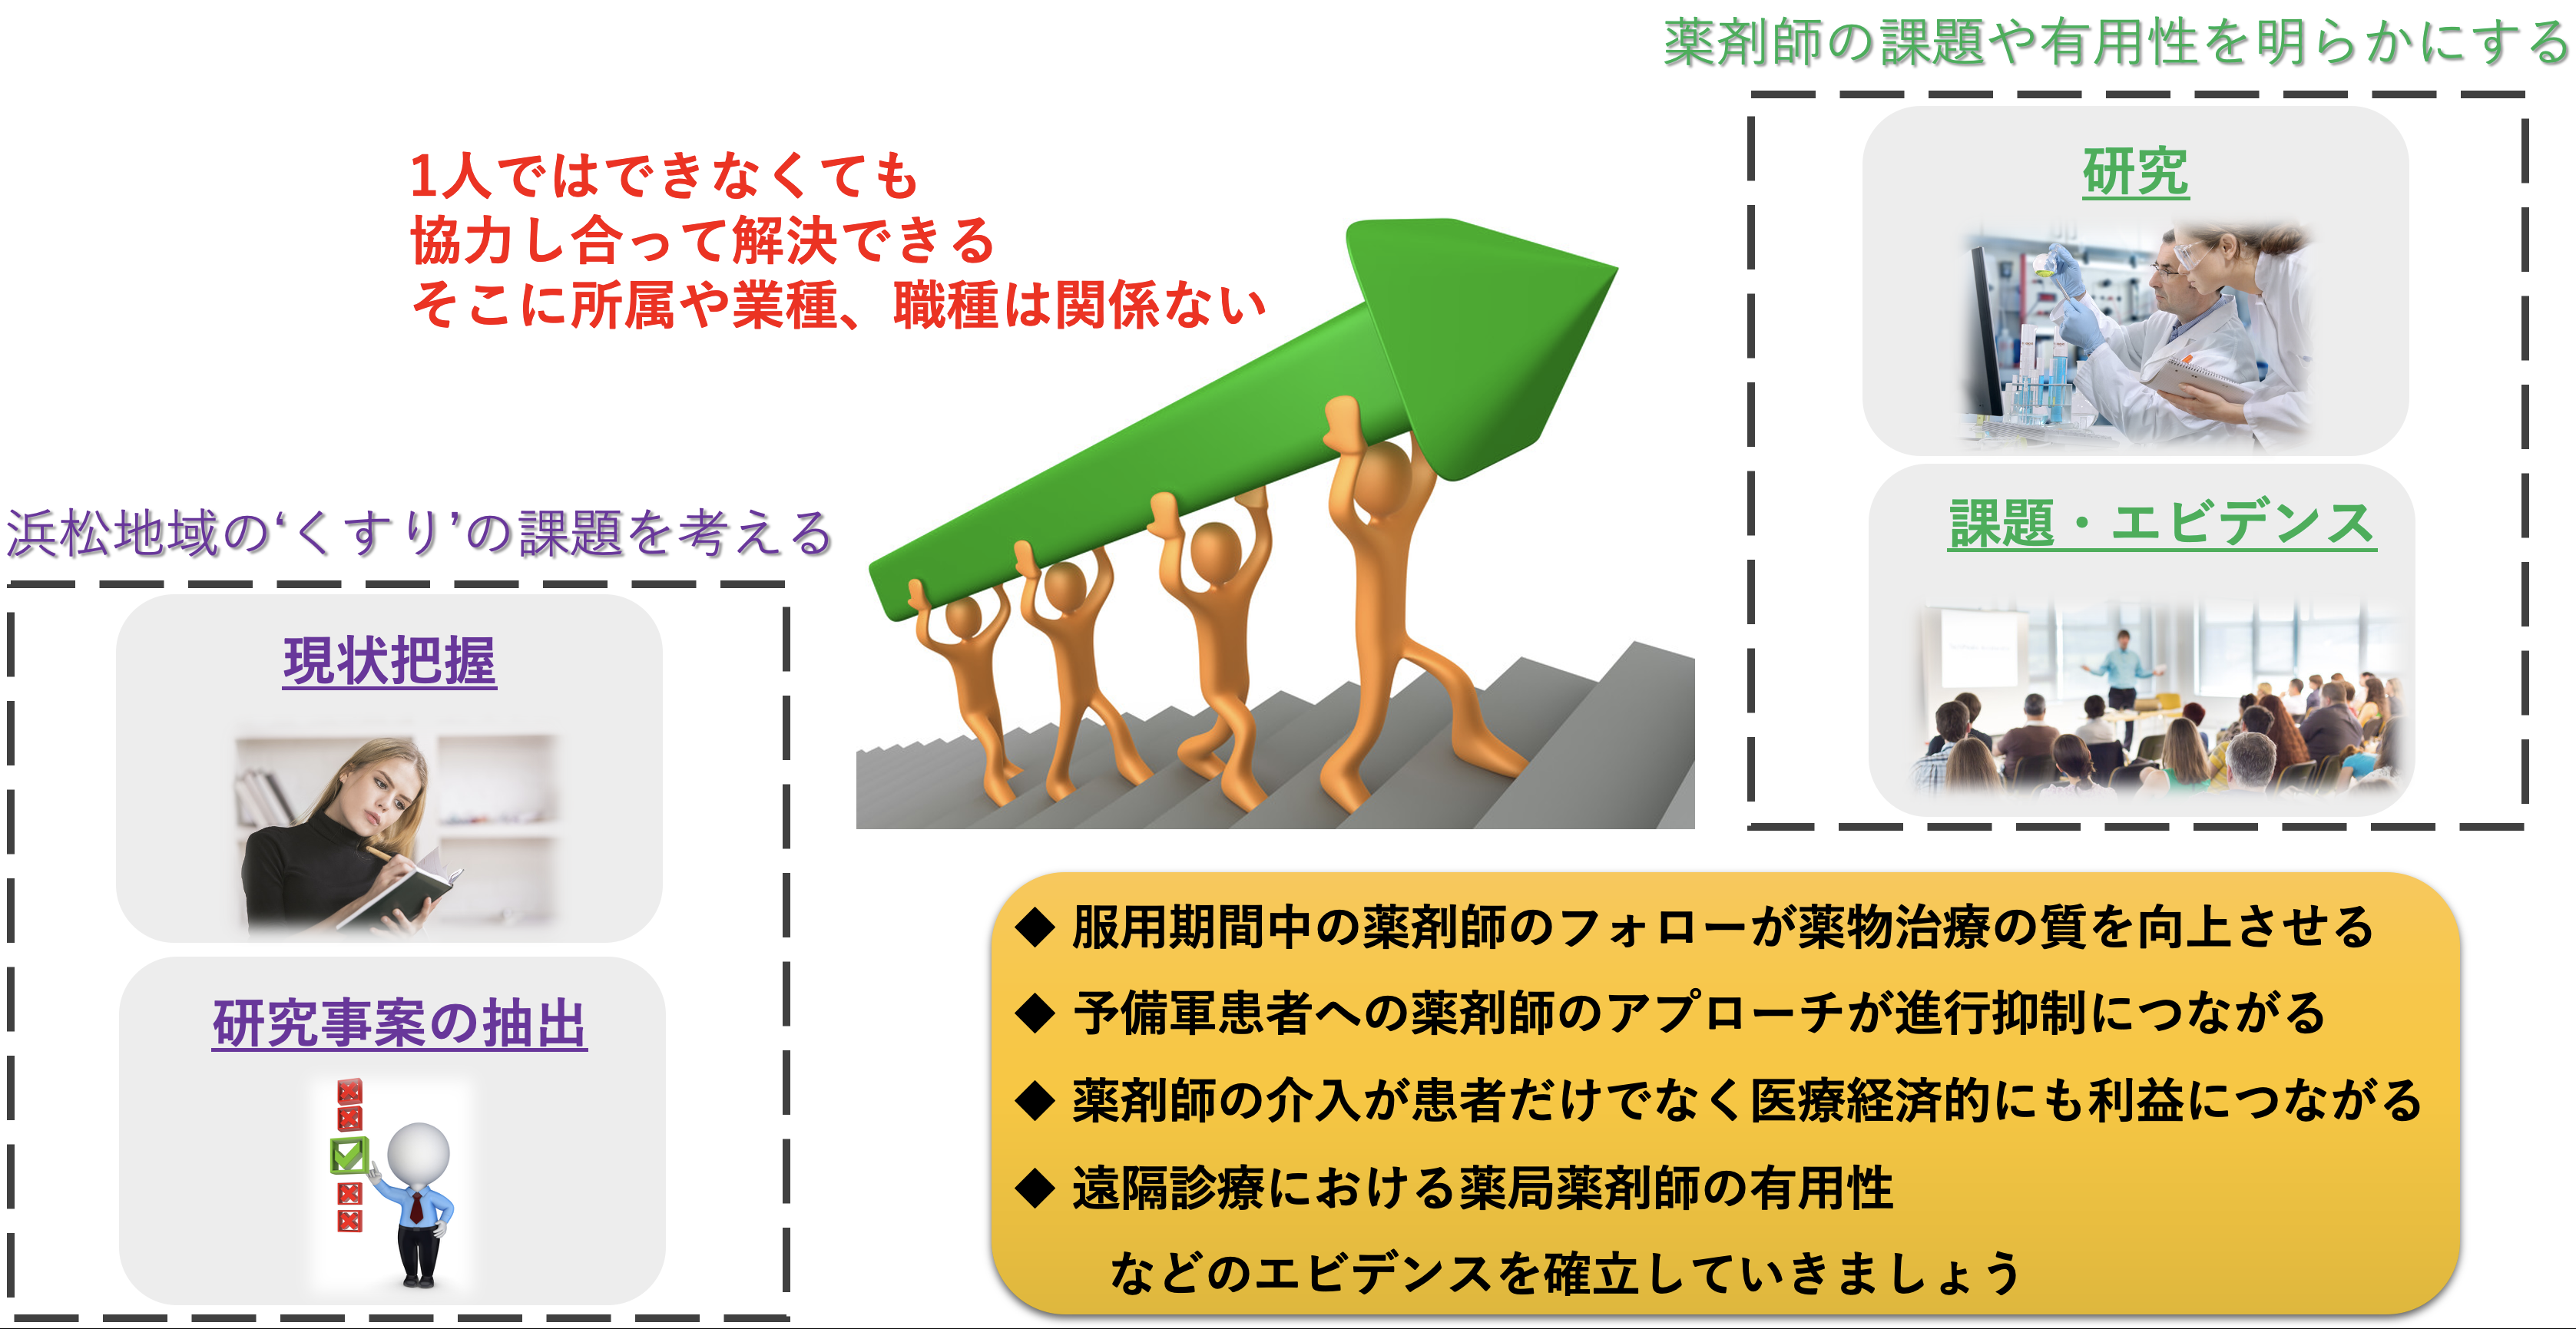 薬剤師の課題や有用性を明らかにする
1人ではできなくても
協力し合って解決できる
そこに所属や業種、職種は関係ない
研究
課題・エビデンス
浜松地域の‘くすり’の課題を考える
現状把握
研究事案の抽出
◆ 服用期間中の薬剤師のフォローが薬物治療の質を向上させる
◆ 予備軍患者への薬剤師のアプローチが進行抑制につながる
◆ 薬剤師の介入が患者だけでなく医療経済的にも利益につながる
◆ 遠隔診療における薬局薬剤師の有用性
などのエビデンスを確立していきましょう